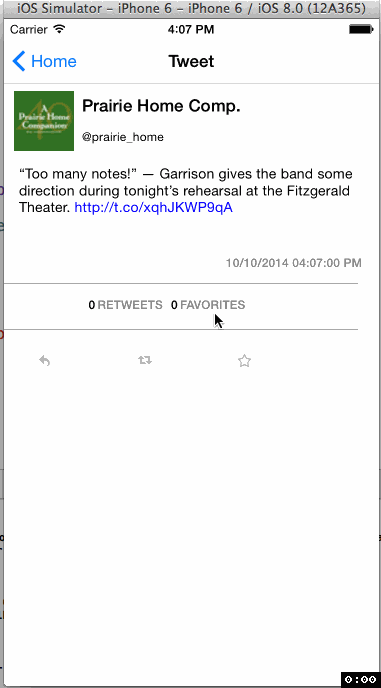 iOS Simulator – iPhone 6 – iPhone 6 / iOS 8.0 (12A365)
Carrier 4:07 PM
Home Tweet
A Prairie Home Companion
Prairie Home Comp.
@prairie_home
“Too many notes!” — Garrison gives the band some
direction during tonight’s rehearsal at the Fitzgerald
Theater. http://t.co/xqhJKWP9qA
10/10/2014 04:07:00 PM
0 RETWEETS 0 FAVORITES
0:00